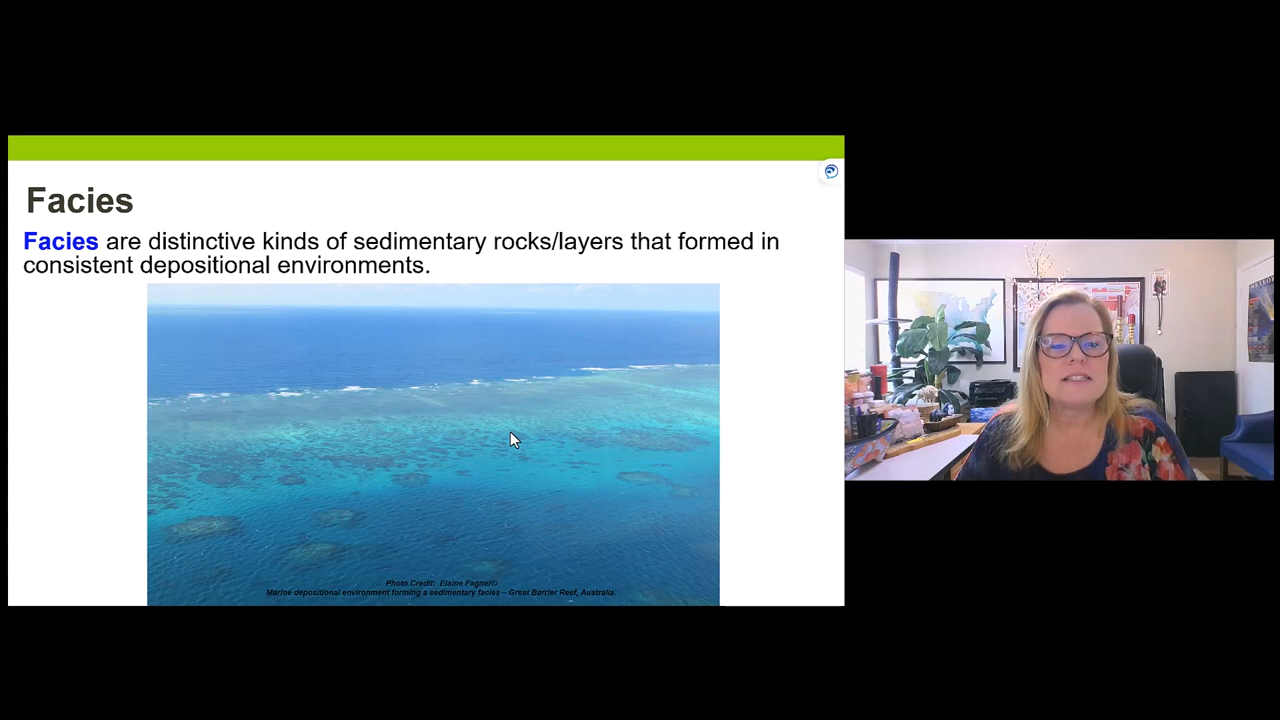 Facies
Facies are distinctive kinds of sedimentary rocks/layers that formed in
consistent depositional environments.
Photo Credit: Elaine Fagner©
Marine depositional environment forming a sedimentary facies – Great Barrier Reef, Australia.